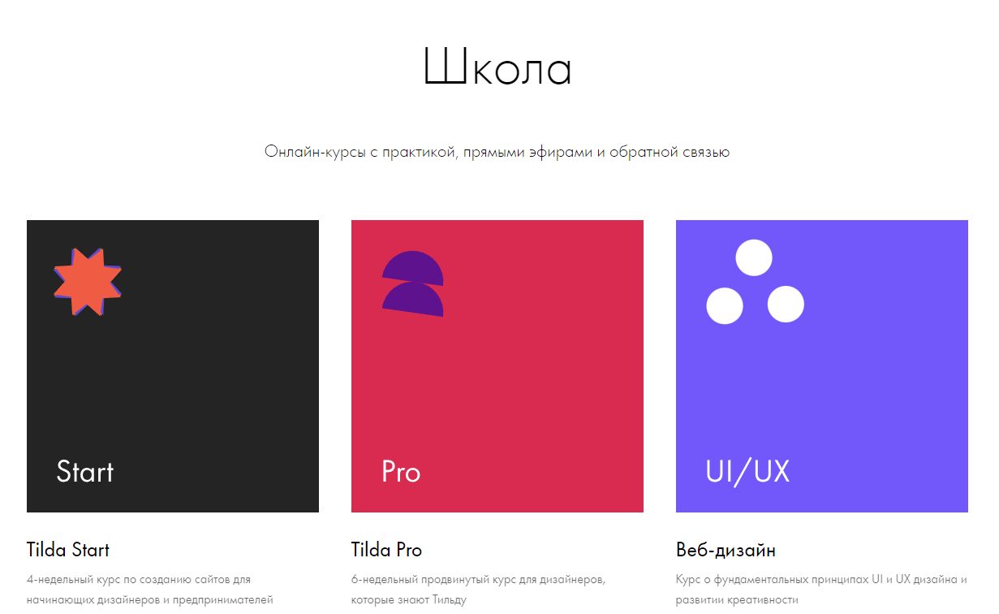 Школа
Онлайн-курсы с практикой, прямыми эфирами и обратной связью
Start
Tilda Start
4-недельный курс по созданию сайтов для
начинающих дизайнеров и предпринимателей
Pro
Tilda Pro
6-недельный продвинутый курс для дизайнеров,
которые знают Тильду
UI/UX
Веб-дизайн
Курс о фундаментальных принципах UI и UX дизайна и
развитии креативности